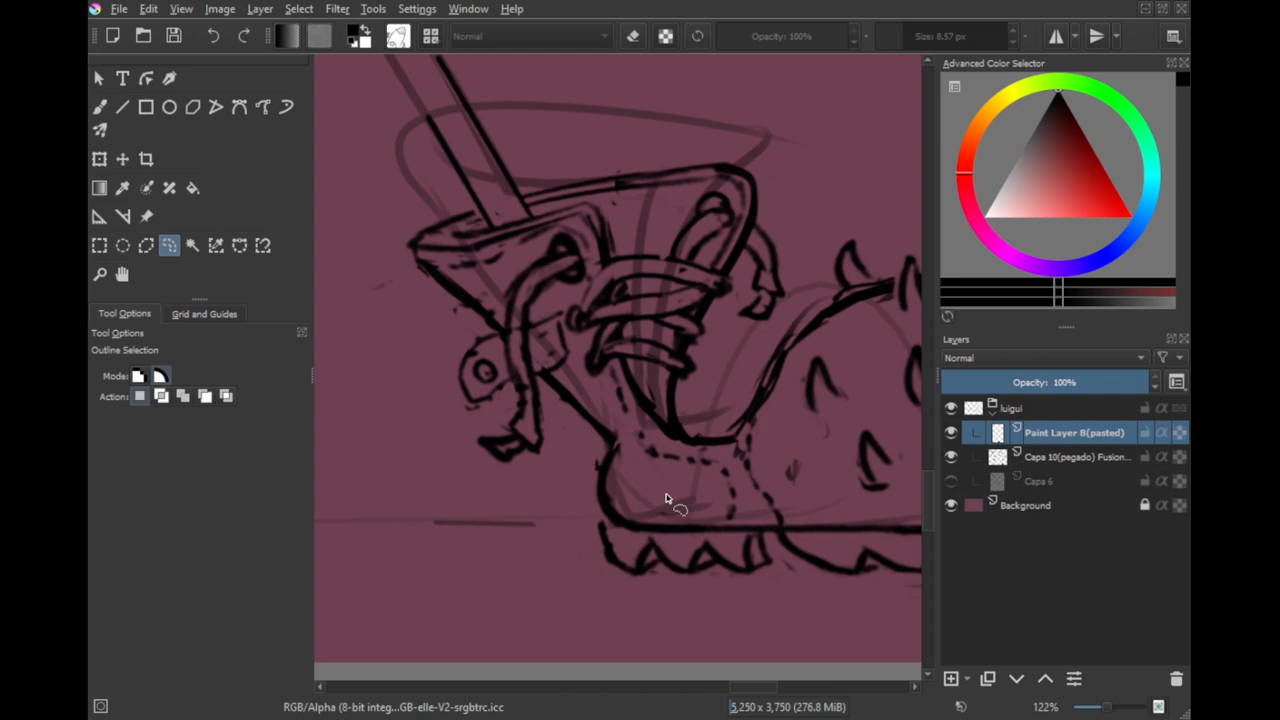 File Edit View Image Layer Select Filter Tools Settings Window Help
Normal
Opacity: 100%
Size: 8.57 px
Advanced Color Selector
Tool Options
Grid and Guides
Tool Options
Outline Selection
Mode:
Action:
Layers
Normal
Opacity: 100%
luigui
Paint Layer 8(pasted)
Capa 10(pegado) Fusion...
Capa 6
Background
RGB/Alpha (8-bit integ...GB-elle-V2-srgbtrc.icc
5,250 x 3,750 (276.8 MiB)
122%